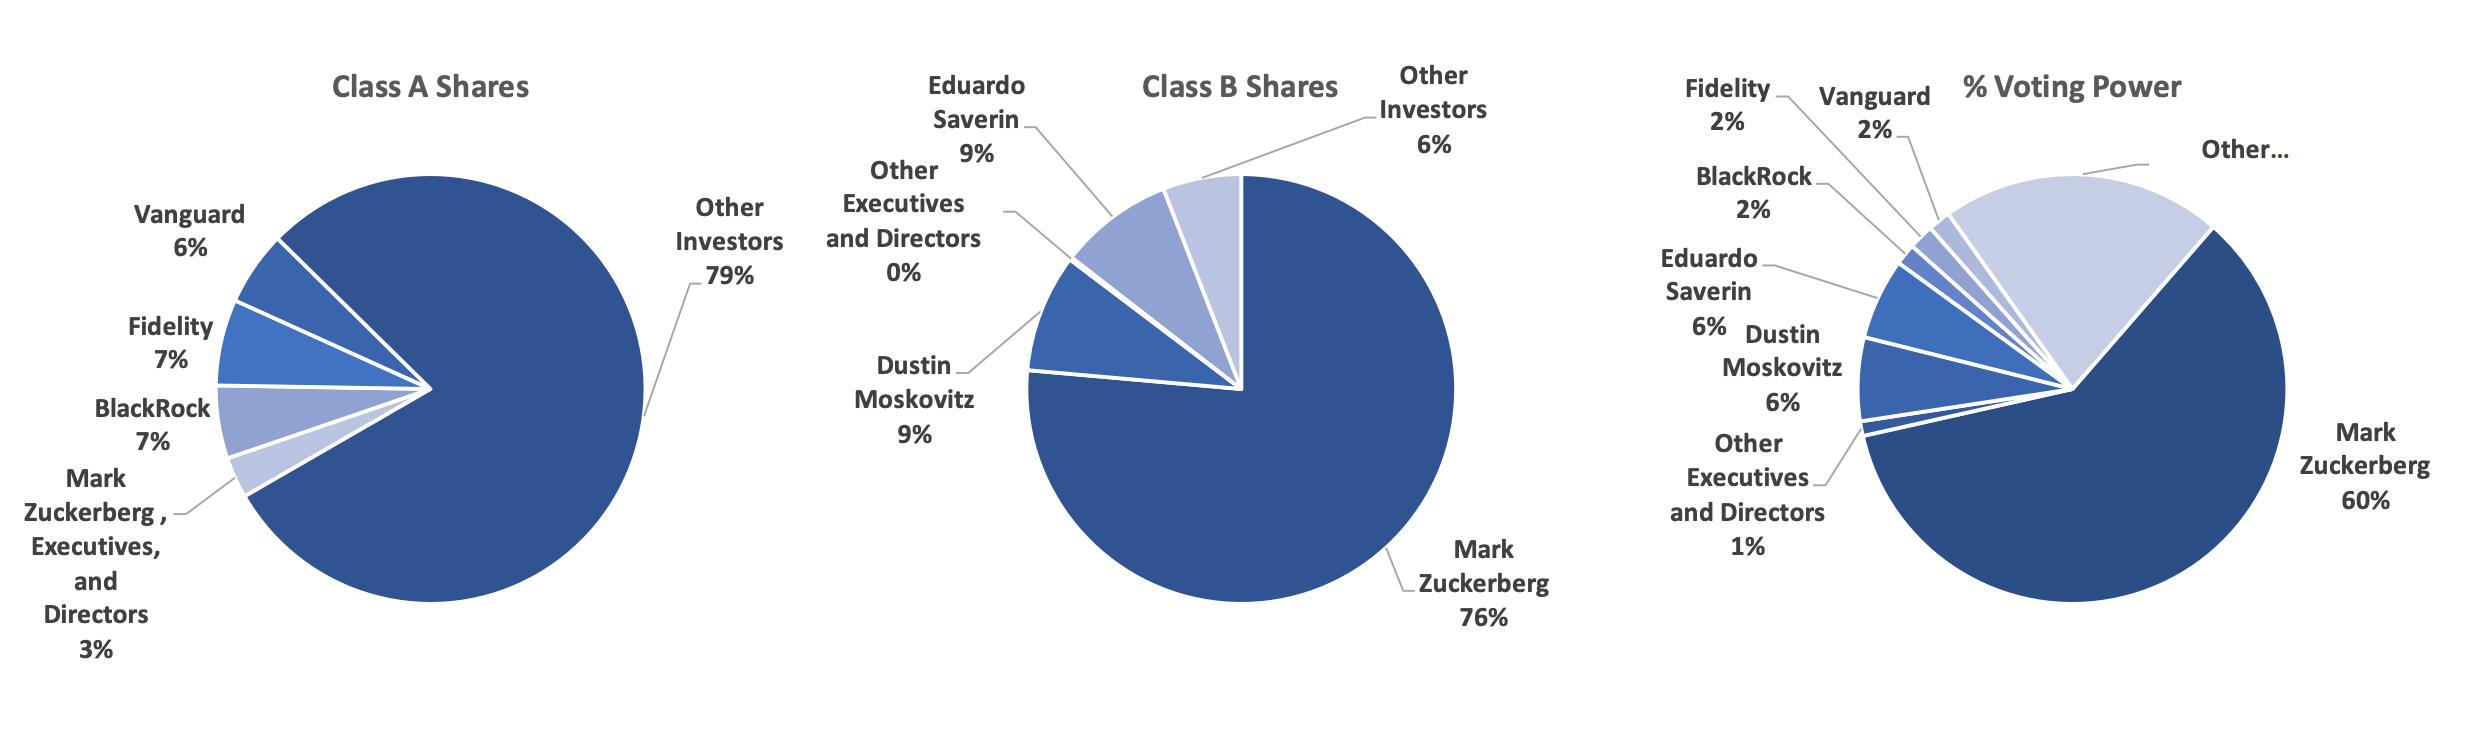 Class A Shares
Vanguard
6%
Fidelity
7%
BlackRock
7%
Mark
Zuckerberg ,
Executives,
and
Directors
3%
Other
Investors
79%
Class B Shares
Eduardo
Saverin
9%
Other
Executives
and Directors
0%
Dustin
Moskovitz
9%
Other
Investors
6%
Mark
Zuckerberg
76%
% Voting Power
Fidelity
2%
Vanguard
2%
BlackRock
2%
Eduardo
Saverin
6%
Dustin
Moskovitz
6%
Other
Executives
and Directors
1%
Other...
Mark
Zuckerberg
60%